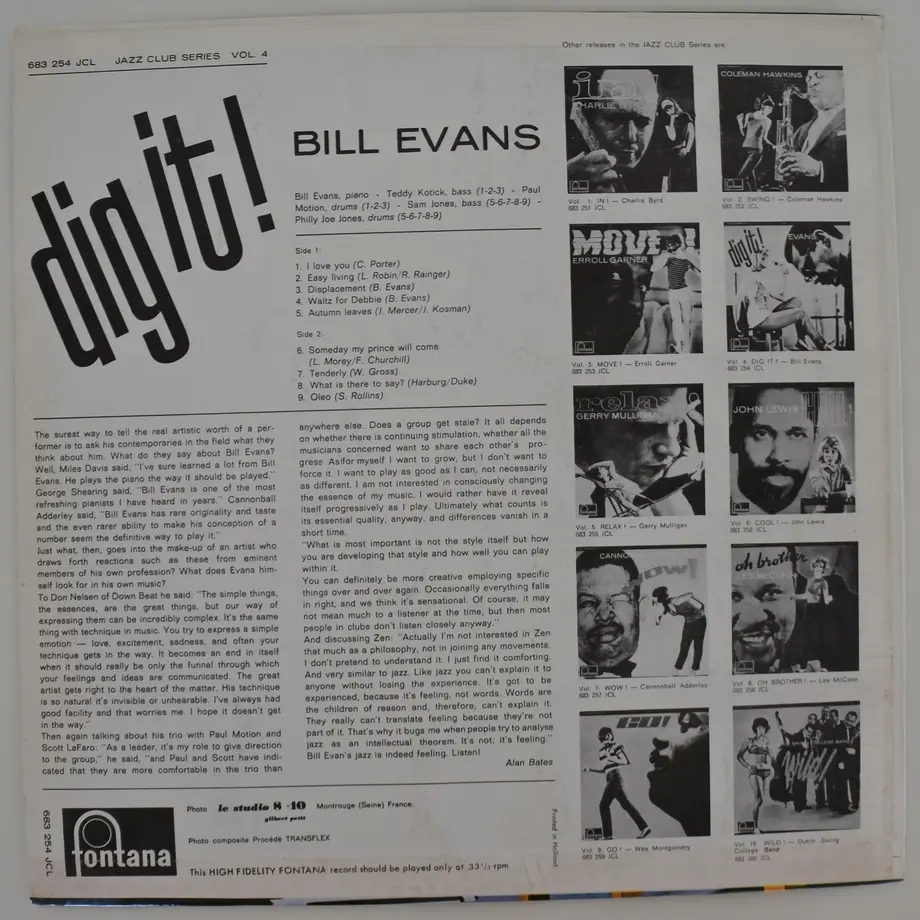 683 254 JCL JAZZ CLUB SERIES VOL. 4
dig it!
BILL EVANS
Bill Evans, piano - Teddy Kotick, bass (1-2-3) - Paul
Motion, drums (1-2-3) - Sam Jones, bass (5-6-7-8-9) -
Philly Joe Jones, drums (5-6-7-8-9)
Side 1:
1. I love you (C. Porter)
2. Easy living (L. Robin/R. Rainger)
3. Displacement (B. Evans)
4. Waltz for Debbie (B. Evans)
5. Autumn leaves (J. Mercer/J. Kosman)
Side 2:
6. Someday my prince will come
(L. Morey/F. Churchill)
7. Tenderly (W. Gross)
8. What is there to say? (Harburg/Duke)
9. Oleo (S. Rollins)
The surest way to tell the real artistic worth of a per-
former is to ask his contemporaries in the field what they
think about him. What do they say about Bill Evans?
Well, Miles Davis said, "I've sure learned a lot from Bill
Evans. He plays the piano the way it should be played,"
George Shearing said, "Bill Evans is one of the most
refreshing pianists I have heard in years." Cannonball
Adderley said, "Bill Evans has rare originality and taste
and the even rarer ability to make his conception of a
number seem the definitive way to play it."
Just what, then, goes into the make-up of an artist who
draws forth reactions such as these from eminent
members of his own profession? What does Evans him-
self look for in his own music?
To Don Nelsen of Down Beat he said: "The simple things,
the essences, are the great things, but our way of
expressing them can be incredibly complex. It's the same
thing with technique in music. You try to express a simple
emotion — love, excitement, sadness, and often your
technique gets in the way. It becomes an end in itself
when it should really be only the funnel through which
your feelings and ideas are communicated. The great
artist gets right to the heart of the matter. His technique
is so natural it's invisible or unhearable. I've always had
good facility and that worries me. I hope it doesn't get
in the way."
Then again talking about his trio with Paul Motion and
Scott LaFaro: "As a leader, it's my role to give direction
to the group," he said, "and Paul and Scott have indi-
cated that they are more comfortable in the trio than
anywhere else. Does a group get stale? It all depends
on whether there is continuing stimulation, whether all the
musicians concerned want to share each other's pro-
gress As for myself I want to grow, but I don't want to
force it I want to play as good as I can, not necessarily
as different. I am not interested in consciously changing
the essence of my music. I would rather have it reveal
itself progressively as I play. Ultimately what counts is
its essential quality, anyway, and differences vanish in a
short time.
"What is most important is not the style itself but how
you are developing that style and how well you can play
within it.
You can definitely be more creative employing specific
things over and over again. Occasionally everything falls
in right, and we think it's sensational. Of course, it may
not mean much to a listener at the time, but then most
people in clubs don't listen closely anyway."
And discussing Zen: "Actually I'm not interested in Zen
that much as a philosophy, not in joining any movements.
I don't pretend to understand it. I just find it comforting.
And very similar to jazz. Like jazz you can't explain it to
anyone without losing the experience. It's got to be
experienced, because it's feeling, not words. Words are
the children of reason and, therefore, can't explain it.
They really can't translate feeling because they're not
part of it. That's why it bugs me when people try to analyse
jazz as an intellectual theorem. It's not; it's feeling."
Bill Evan's jazz is indeed feeling. Listen!
Alan Bates
683 254 JCL
fontana
Photo le studio 8 · 10 Montrouge (Seine) France
gilbert petit
Photo composite Procédé TRANSFLEX
This HIGH FIDELITY FONTANA record should be played only at 33 1/3 rpm
Printed in Holland
Other releases in the JAZZ CLUB Series are
in!
CHARLIE
Vol. 1: IN! — Charlie Byrd
683 251 JCL
COLEMAN HAWKINS
Vol. 2: SWING! — Coleman Hawkins
683 252 JCL
MOVE!
ERROLL GARNER
Vol. 3: MOVE! — Erroll Garner
683 253 JCL
dig it!
EVANS
Vol. 4: DIG IT! — Bill Evans
683 254 JCL
relax!
GERRY MULLIGAN
Vol. 5: RELAX! — Gerry Mulligan
683 255 JCL
JOHN LEWIS
Vol. 6: COOL! — John Lewis
683 256 JCL
CANNO
wow!
Vol. 7: WOW! — Cannonball Adderley
683 257 JCL
oh brother
LES McCann
Vol. 8: OH BROTHER! — Les McCann
683 258 JCL
GO!
Vol. 9: GO! — Wes Montgomery
683 259 JCL
wild!
Vol. 10: WILD! — Dutch Swing
College Band
683 260 JCL